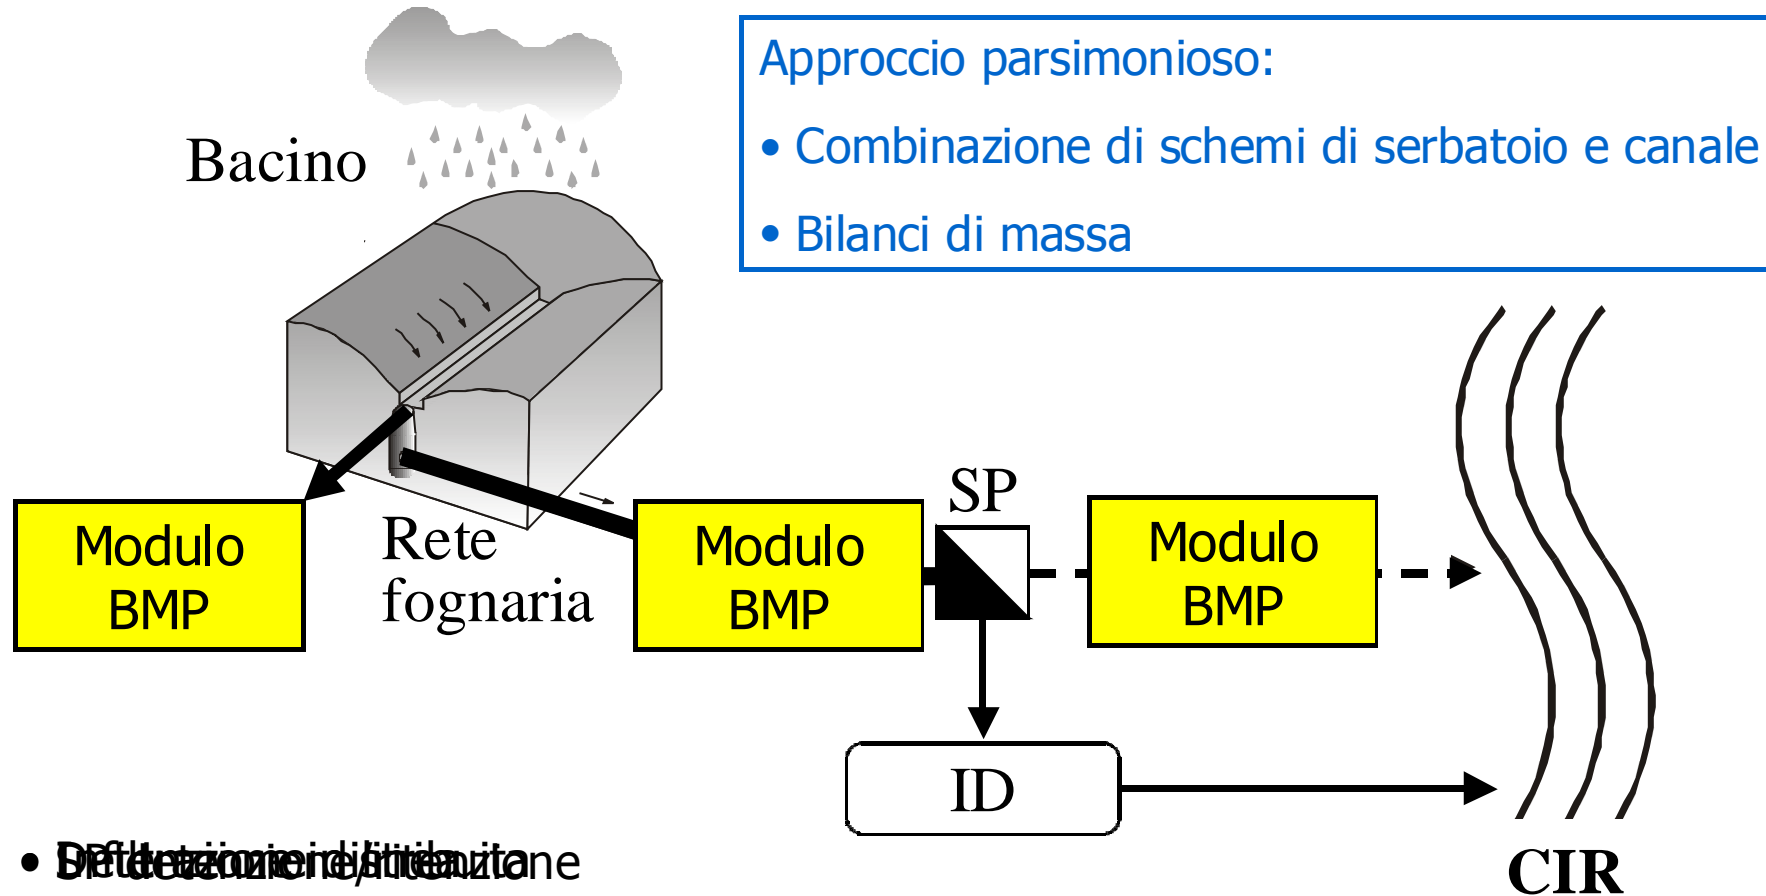 Approccio parsimonioso:
• Combinazione di schemi di serbatoio e canale
• Bilanci di massa
Bacino
SP
Modulo
BMP
Rete
fognaria
Modulo
BMP
Modulo
BMP
ID
CIR